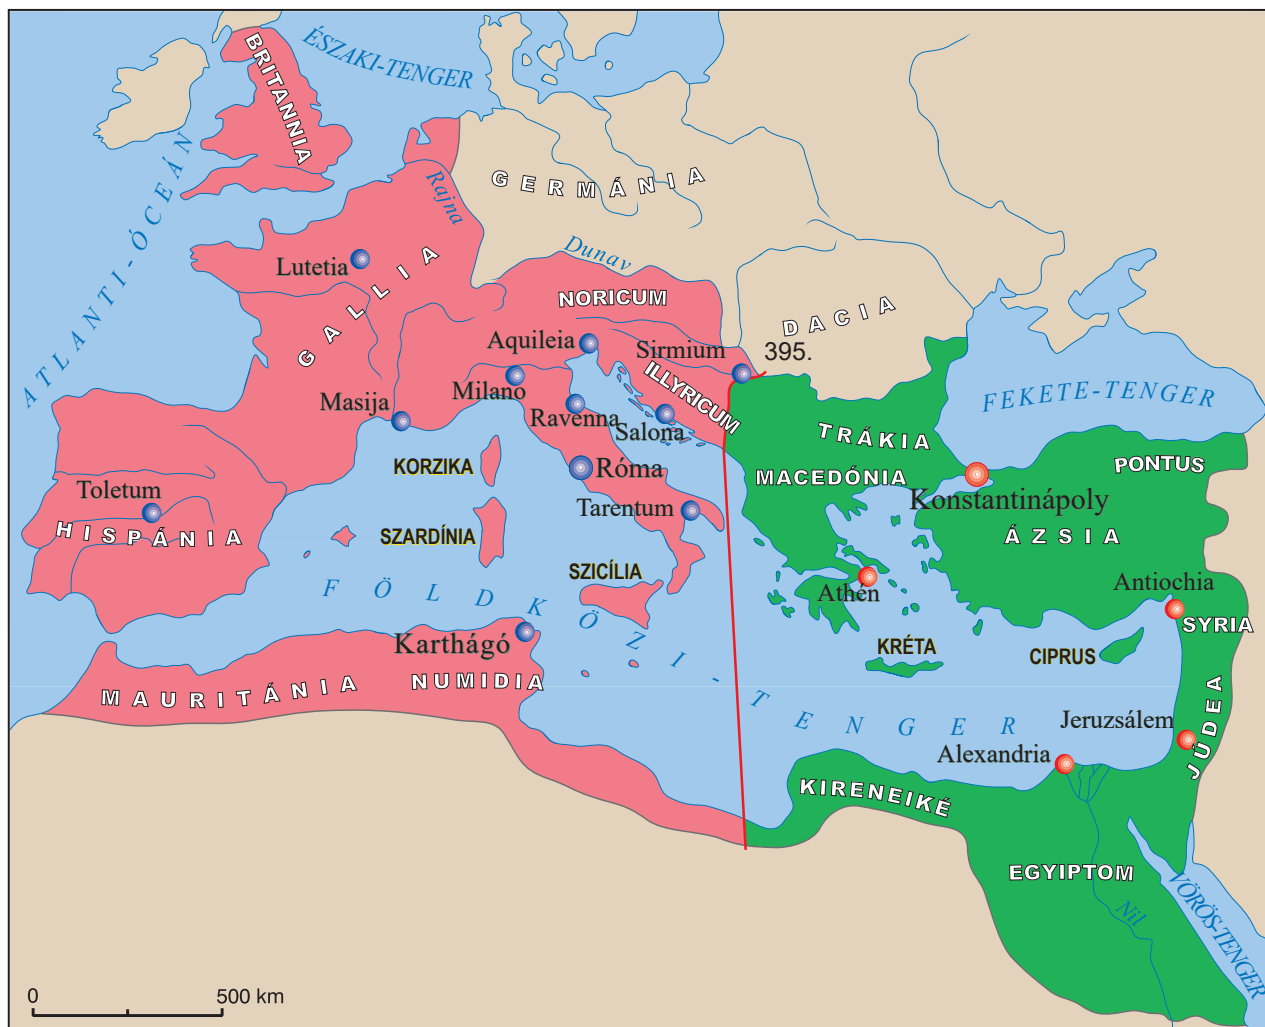 ÉSZAKI-TENGER
BRITANNIA
ATLANTI-ÓCEÁN
GERMÁNIA
Rajna
Dunav
Lutetia
GALLIA
NORICUM
DACIA
Aquileia
Sirmium
395.
Milano
ILLYRICUM
Masija
Ravenna
Salona
FEKETE-TENGER
TRÁKIA
KORZIKA
Róma
MACEDÓNIA
PONTUS
Toletum
Konstantinápoly
HISPÁNIA
SZARDÍNIA
Tarentum
ÁZSIA
SZICÍLIA
Athén
Antiochia
FÖLDKÖZI-TENGER
SYRIA
Karthágó
KRÉTA
CIPRUS
MAURITÁNIA
NUMIDIA
JÚDEA
Jeruzsálem
Alexandria
KIRENEIKÉ
EGYIPTOM
VÖRÖS-TENGER
Nil
0 500 km